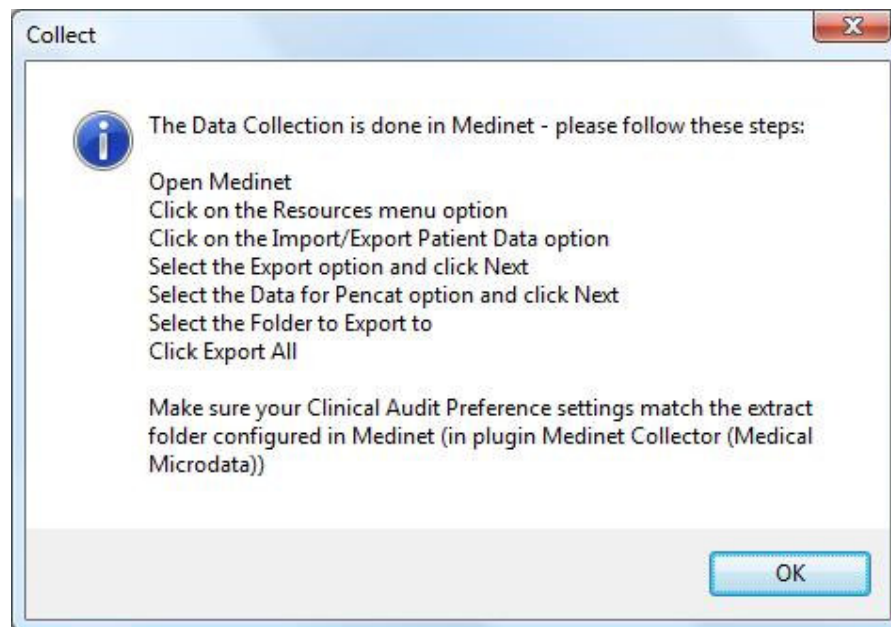 Collect
The Data Collection is done in Medinet - please follow these steps:
Open Medinet
Click on the Resources menu option
Click on the Import/Export Patient Data option
Select the Export option and click Next
Select the Data for Pencat option and click Next
Select the Folder to Export to
Click Export All
Make sure your Clinical Audit Preference settings match the extract
folder configured in Medinet (in plugin Medinet Collector (Medical
Microdata))
OK